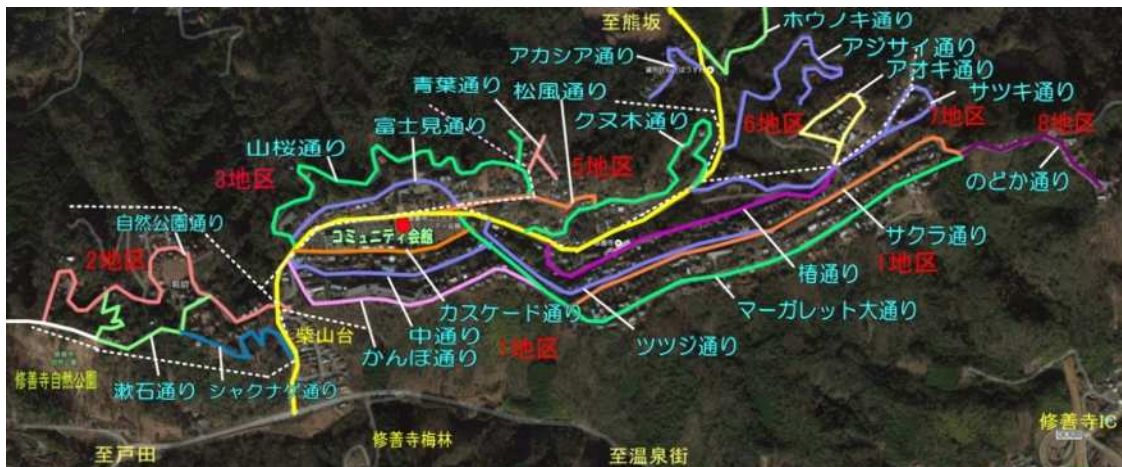 至熊坂
ホウノキ通り
アカシア通り
アジサイ通り
アオキ通り
青葉通り
松風通り
サツキ通り
富士見通り
クヌ木通り
6地区
7地区
8地区
山桜通り
5地区
3地区
のどか通り
自然公園通り
コミュニティ会館
サクラ通り
2地区
1地区
椿通り
カスケード通り
マーガレット大通り
柴山台
中通り
ツツジ通り
かんぽ通り
修善寺自然公園
漱石通り
シャクナゲ通り
修善寺IC
修善寺梅林
至戸田
至温泉街